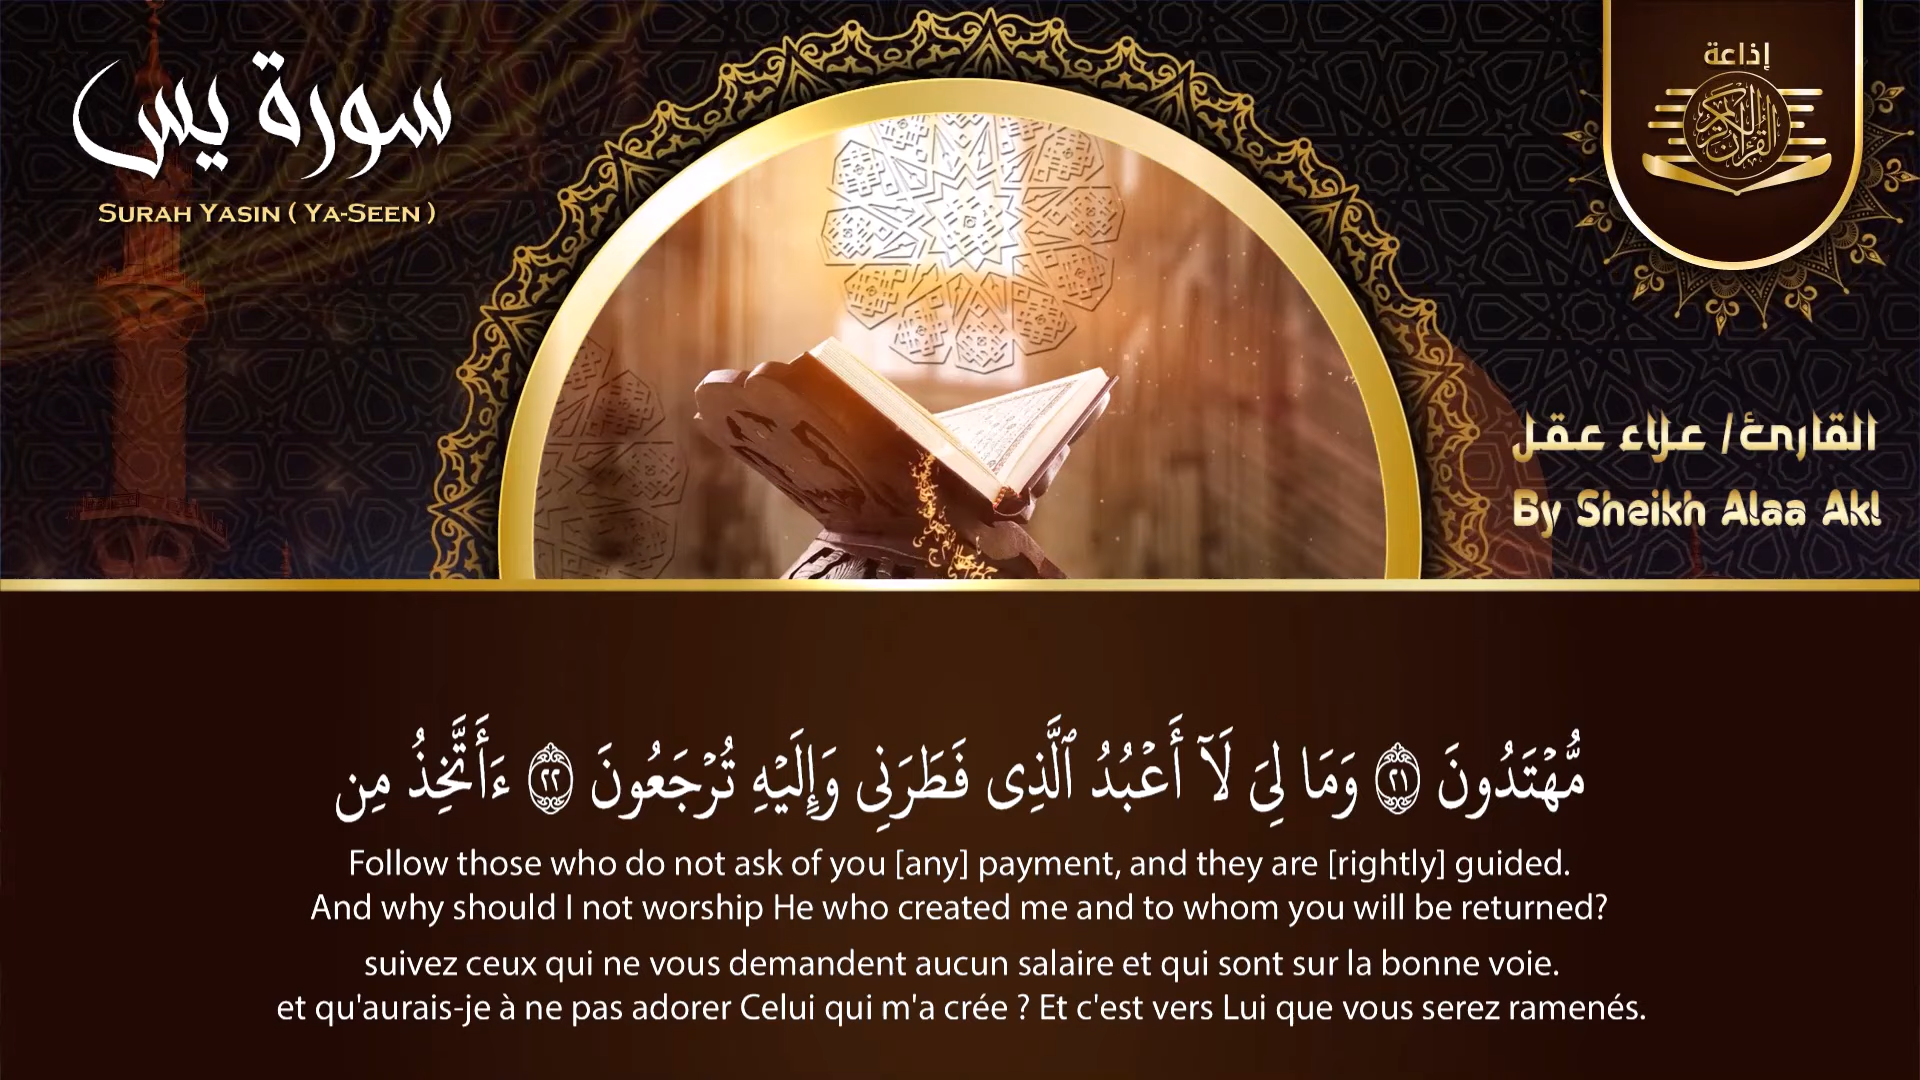 سورة يس
SURAH YASIN ( YA-SEEN )
إذاعة
القرآن الكريم
القارئ/ علاء عقل
By Sheikh Alaa Akl
مُّهْتَدُونَ ۝٢١ وَمَا لِىَ لَآ أَعْبُدُ ٱلَّذِى فَطَرَنِى وَإِلَيْهِ تُرْجَعُونَ ۝٢٢ ءَأَتَّخِذُ مِن
Follow those who do not ask of you [any] payment, and they are [rightly] guided.
And why should I not worship He who created me and to whom you will be returned?
suivez ceux qui ne vous demandent aucun salaire et qui sont sur la bonne voie.
et qu'aurais-je à ne pas adorer Celui qui m'a crée ? Et c'est vers Lui que vous serez ramenés.